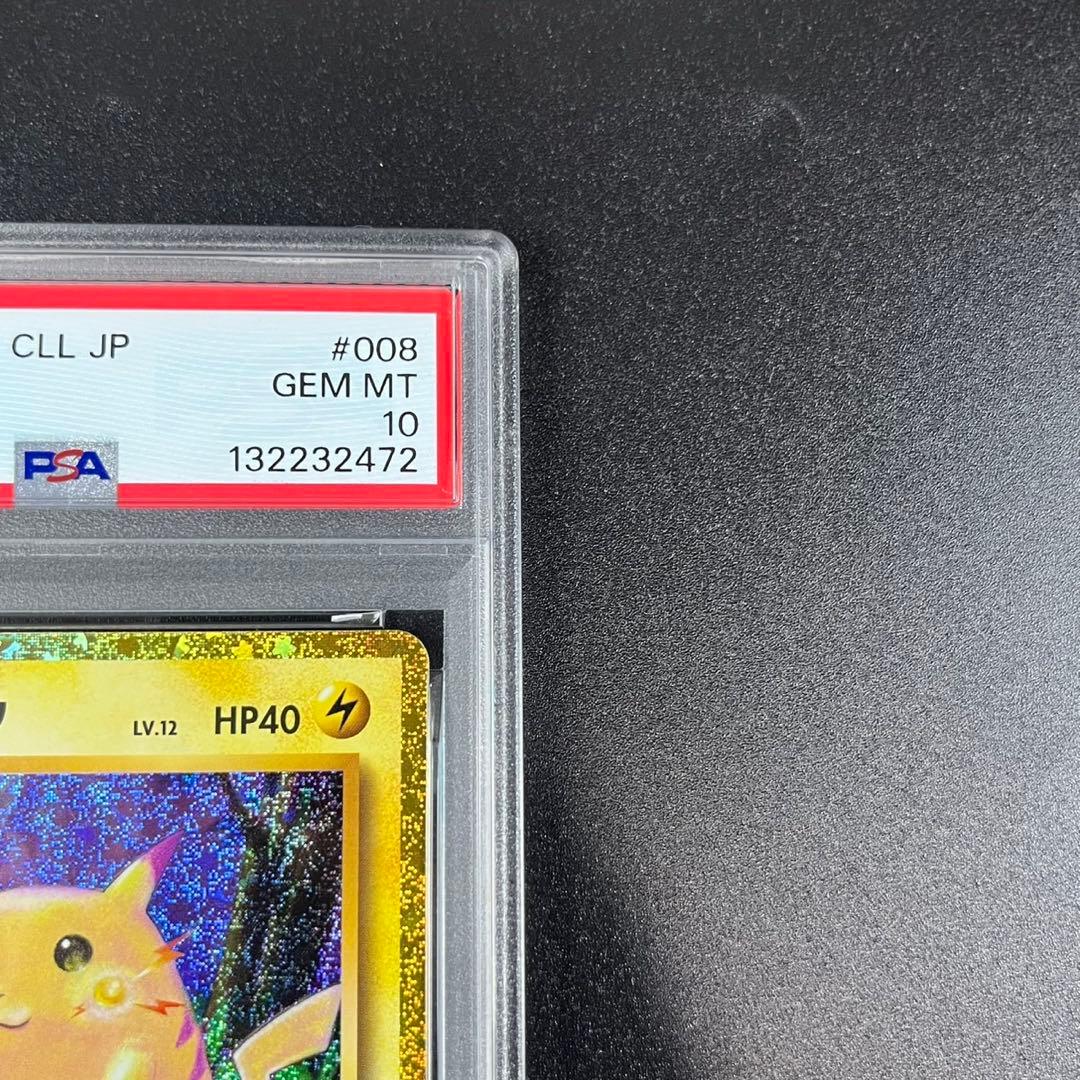 CLL JP #008
GEM MT
10
PSA 132232472
LV.12 HP40